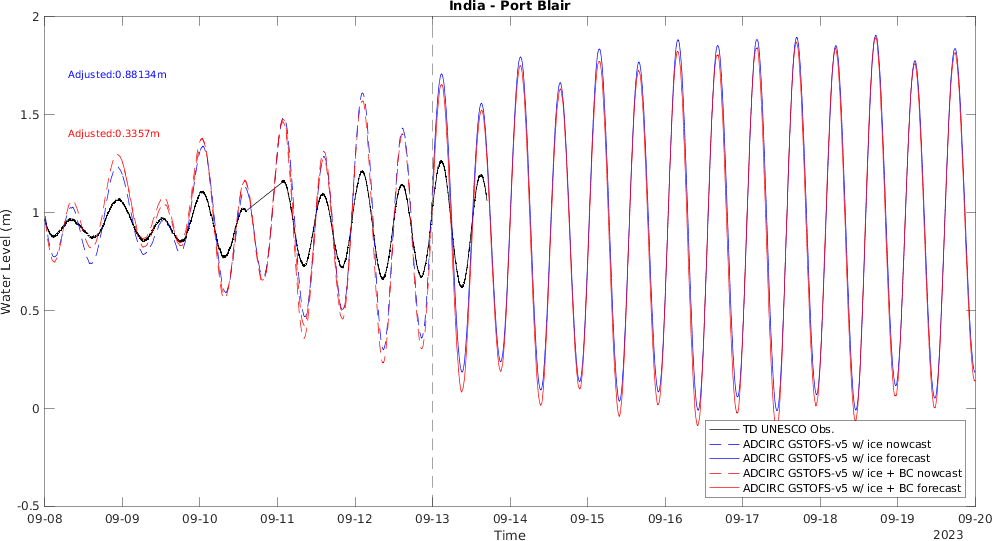 India - Port Blair
2
1.5
1
0.5
0
-0.5
Water Level (m)
Adjusted:0.88134m
Adjusted:0.3357m
TD UNESCO Obs.
ADCIRC GSTOFS-v5 w/ ice nowcast
ADCIRC GSTOFS-v5 w/ ice forecast
ADCIRC GSTOFS-v5 w/ ice + BC nowcast
ADCIRC GSTOFS-v5 w/ ice + BC forecast
09-08 09-09 09-10 09-11 09-12 09-13 09-14 09-15 09-16 09-17 09-18 09-19 09-20
Time
2023